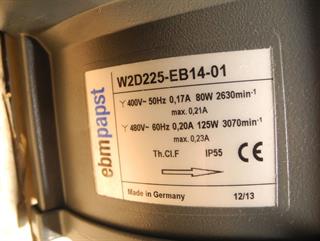 ebmpapst
W2D225-EB14-01
Y 400V~ 50Hz 0,17A 80W 2630min-1
max. 0,21A
Y 480V~ 60Hz 0,20A 125W 3070min-1
max. 0,23A
Th.Cl.F IP55 CE
Made in Germany 12/13